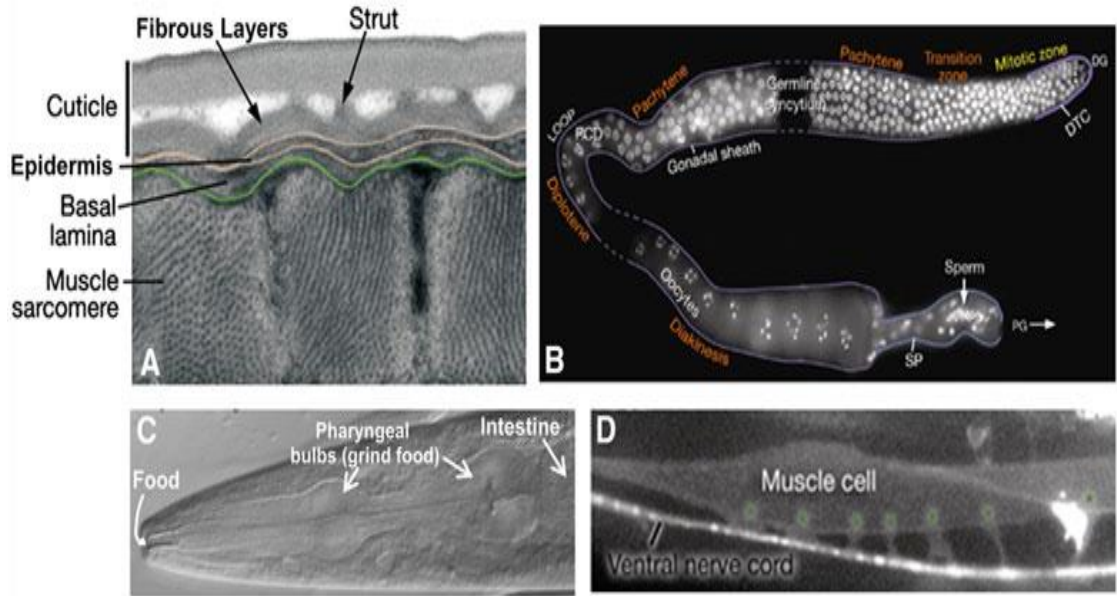 Fibrous Layers
Strut
Cuticle
Epidermis
Basal
lamina
Muscle
sarcomere
A
Pachytene
LOOP
RCD
Gonadal sheath
Germline
syncytium
Pachytene
Transition
zone
Mitotic zone
DG
DTC
Diplotene
Oocytes
Diakinesis
Sperm
SP
PG
B
C
Food
Pharyngeal
bulbs (grind food)
Intestine
D
Muscle cell
Ventral nerve cord